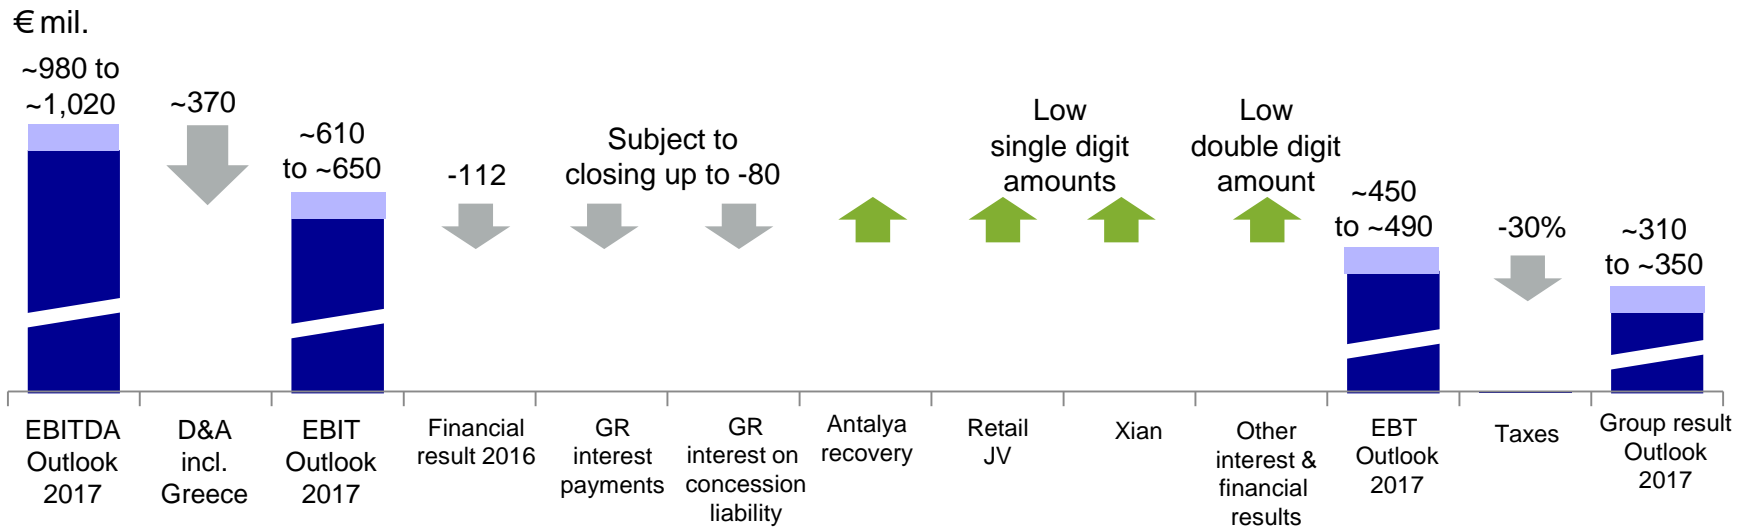 € mil.
~980 to
~1,020
~370
~610
to ~650
-112
Subject to
closing up to -80
Low
single digit
amounts
Low
double digit
amount
~450
to ~490
-30%
~310
to ~350
EBITDA
Outlook
2017
D&A
incl.
Greece
EBIT
Outlook
2017
Financial
result 2016
GR
interest
payments
GR
interest on
concession
liability
Antalya
recovery
Retail
JV
Xian
Other
interest &
financial
results
EBT
Outlook
2017
Taxes
Group result
Outlook
2017